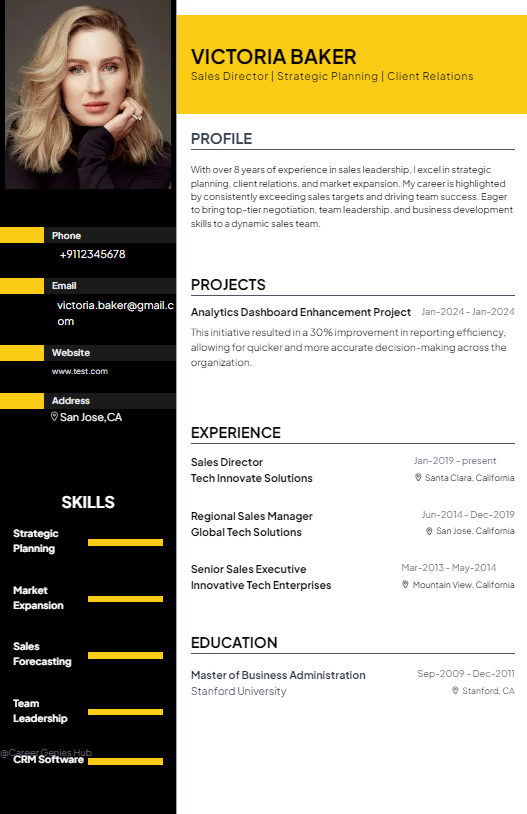 VICTORIA BAKER
Sales Director | Strategic Planning | Client Relations
Phone
+9112345678
Email
victoria.baker@gmail.c
om
Website
www.test.com
Address
San Jose,CA
SKILLS
Strategic
Planning
Market
Expansion
Sales
Forecasting
Team
Leadership
@Career Genies Hub
CRM Software
PROFILE
With over 8 years of experience in sales leadership, I excel in strategic
planning, client relations, and market expansion. My career is highlighted
by consistently exceeding sales targets and driving team success. Eager
to bring top-tier negotiation, team leadership, and business development
skills to a dynamic sales team.
PROJECTS
Analytics Dashboard Enhancement Project Jan-2024 - Jan-2024
This initiative resulted in a 30% improvement in reporting efficiency,
allowing for quicker and more accurate decision-making across the
organization.
EXPERIENCE
Sales Director Jan-2019 - present
Tech Innovate Solutions Santa Clara, California
Regional Sales Manager Jun-2014 - Dec-2019
Global Tech Solutions San Jose, California
Senior Sales Executive Mar-2013 - May-2014
Innovative Tech Enterprises Mountain View, California
EDUCATION
Master of Business Administration Sep-2009 - Dec-2011
Stanford University Stanford, CA